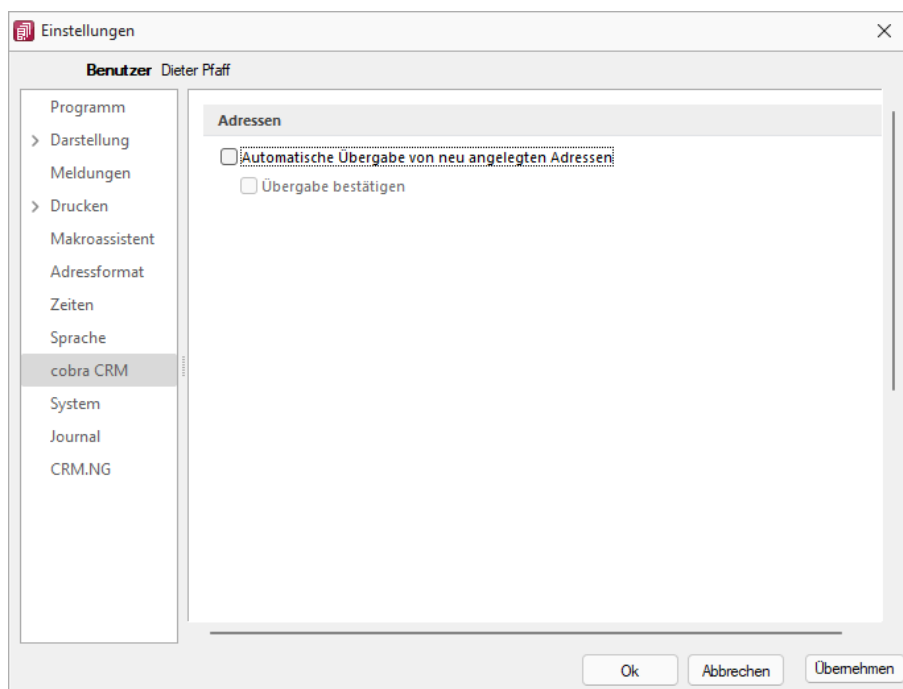 Einstellungen
Benutzer Dieter Pfaff
Programm
Darstellung
Meldungen
Drucken
Makroassistent
Adressformat
Zeiten
Sprache
cobra CRM
System
Journal
CRM.NG
Adressen
Automatische Übergabe von neu angelegten Adressen
Übergabe bestätigen
Ok Abbrechen Übernehmen